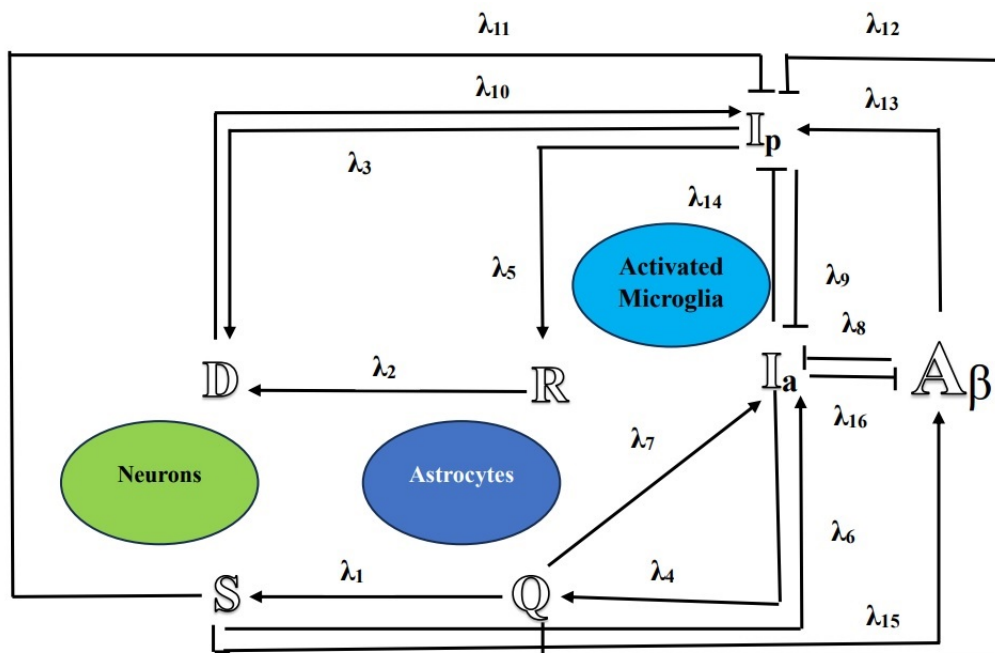 λ₁₁
λ₁₂
λ₁₀
λ₁₃
Iₚ
λ₃
λ₁₄
λ₅
Activated
Microglia
λ₉
λ₈
D
λ₂
R
Iₐ
Aᵦ
λ₁₆
λ₇
Neurons
Astrocytes
λ₆
λ₁
λ₄
S
Q
λ₁₅